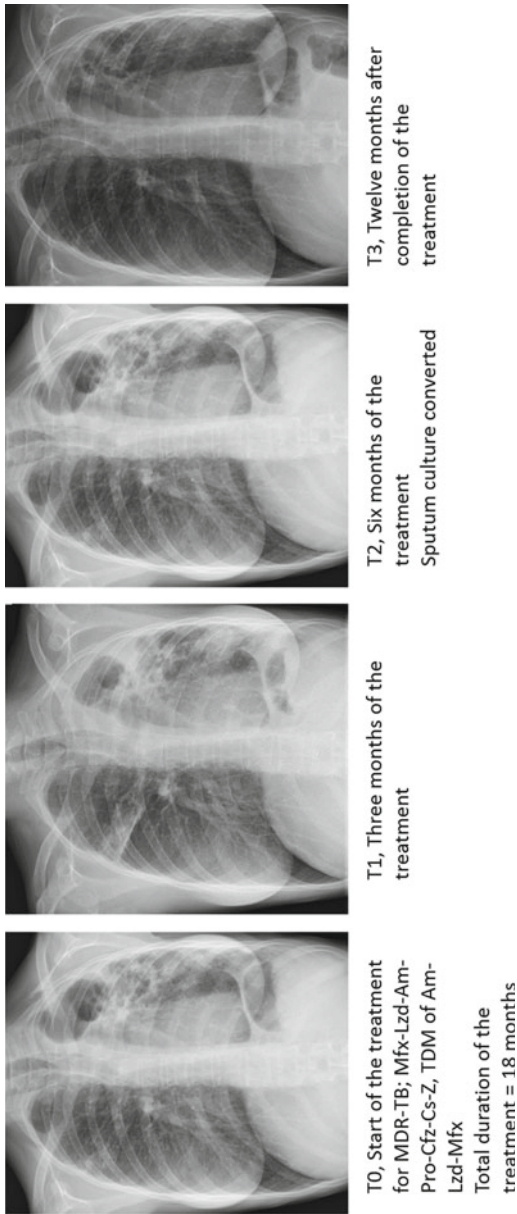 T0, Start of the treatment
for MDR-TB; Mfx-Lzd-Am-
Pro-Cfz-Cs-Z, TDM of Am-
Lzd-Mfx
Total duration of the
treatment = 18 months
T1, Three months of the
treatment
T2, Six months of the
treatment
Sputum culture converted
T3, Twelve months after
completion of the
treatment